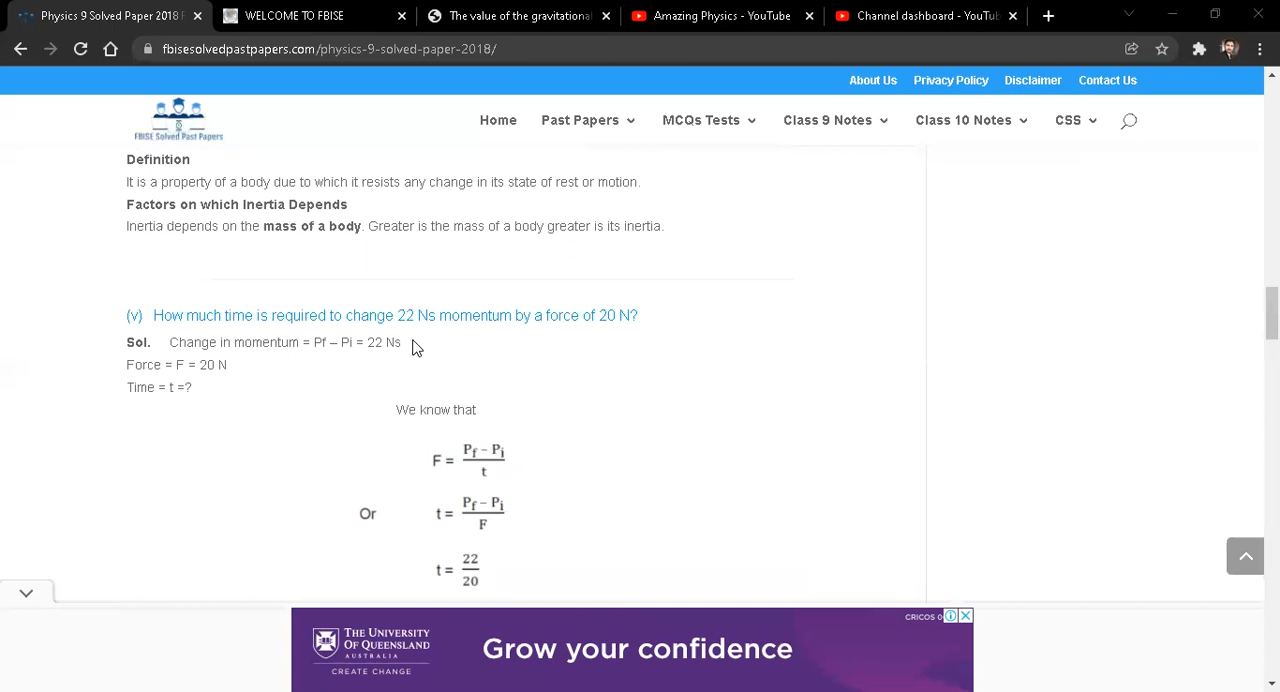 Physics 9 Solved Paper 2018 F
WELCOME TO FBISE
The value of the gravitational
Amazing Physics - YouTube
Channel dashboard - YouTub
fbisesolvedpastpapers.com/physics-9-solved-paper-2018/
About Us Privacy Policy Disclaimer Contact Us
FBISE Solved Past Papers
Home Past Papers MCQs Tests Class 9 Notes Class 10 Notes CSS
Definition
It is a property of a body due to which it resists any change in its state of rest or motion.
Factors on which Inertia Depends
Inertia depends on the mass of a body. Greater is the mass of a body greater is its inertia.
(v) How much time is required to change 22 Ns momentum by a force of 20 N?
Sol. Change in momentum = Pf – Pi = 22 Ns
Force = F = 20 N
Time = t =?
We know that
F = Pf – Pi
t
Or t = Pf – Pi
F
t = 22
20
CRICOS 0
THE UNIVERSITY
OF QUEENSLAND
AUSTRALIA
CREATE CHANGE
Grow your confidence